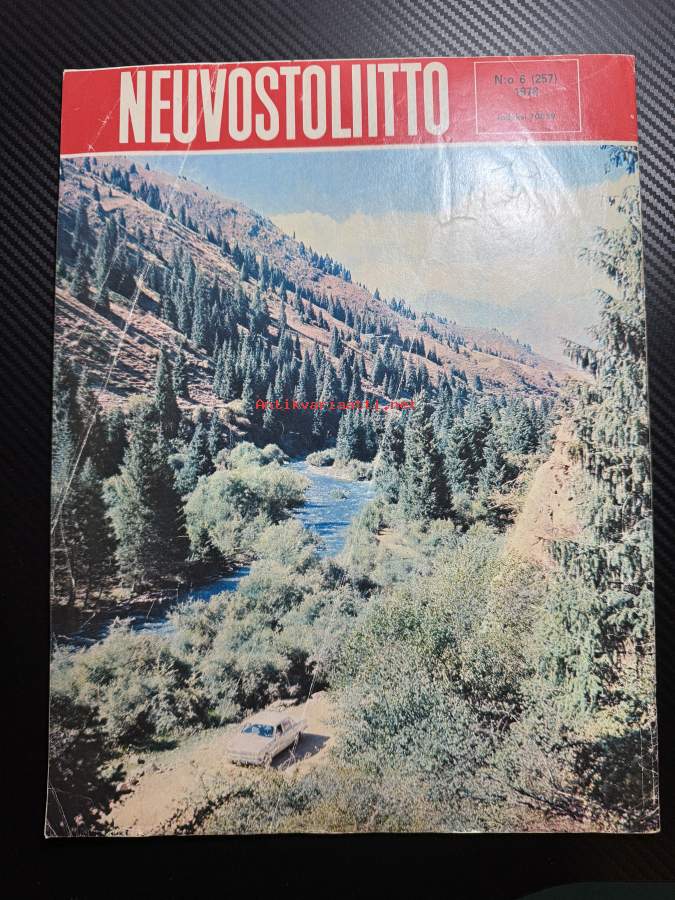 NEUVOSTOLIITTO
N:o 6 (257)
1978
Antikvariaatti.net